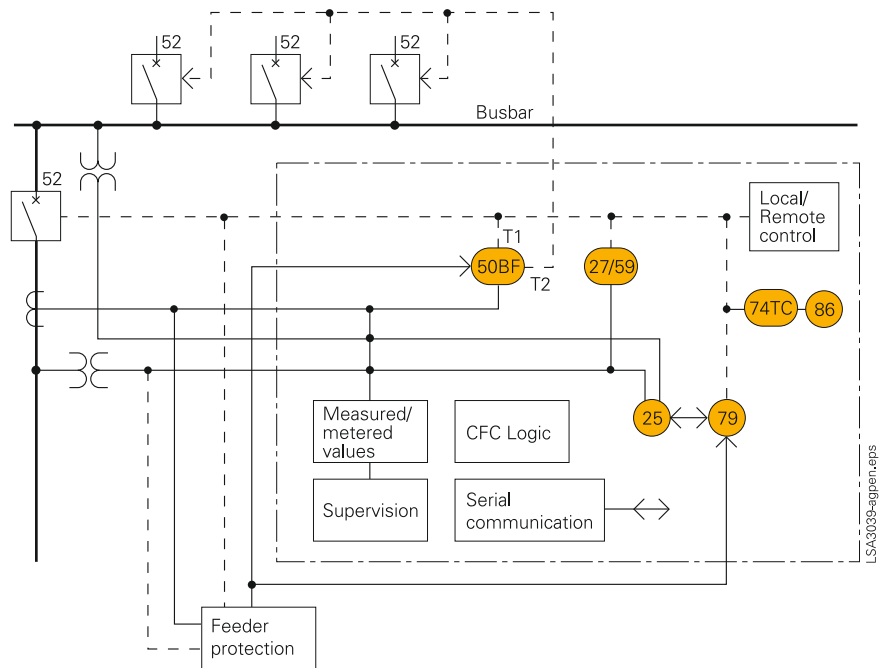 52
52
52
Busbar
52
Local/
Remote
control
T1
50BF
T2
27/59
74TC
86
Measured/
metered
values
CFC Logic
25
79
Supervision
Serial
communication
Feeder
protection
LSA3039-agpen.eps